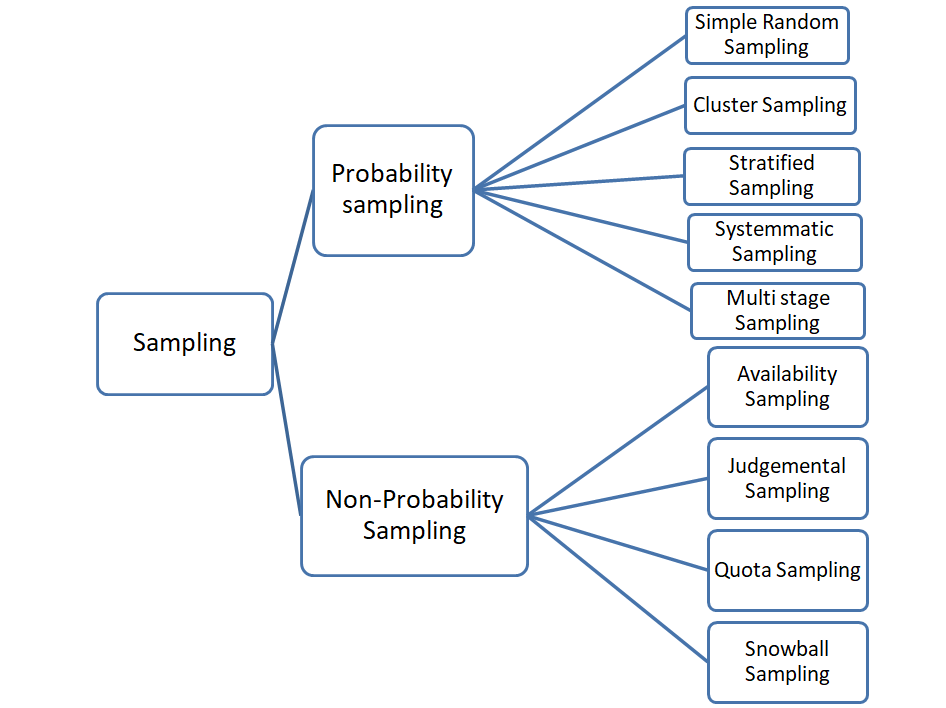 Sampling
Probability
sampling
Simple Random
Sampling
Cluster Sampling
Stratified
Sampling
Systemmatic
Sampling
Multi stage
Sampling
Non-Probability
Sampling
Availability
Sampling
Judgemental
Sampling
Quota Sampling
Snowball
Sampling